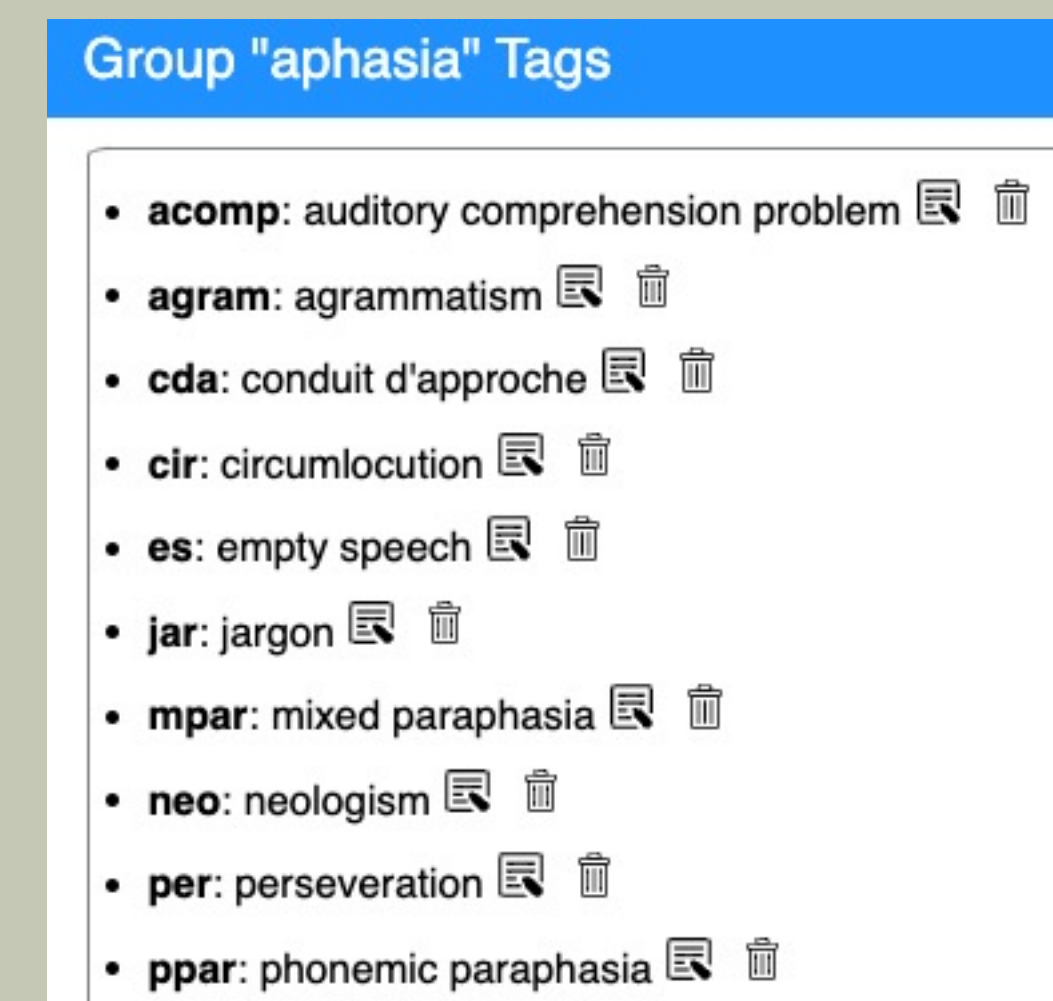 Group "aphasia" Tags
• acomp: auditory comprehension problem
• agram: agrammatism
• cda: conduit d'approche
• cir: circumlocution
• es: empty speech
• jar: jargon
• mpar: mixed paraphasia
• neo: neologism
• per: perseveration
• ppar: phonemic paraphasia